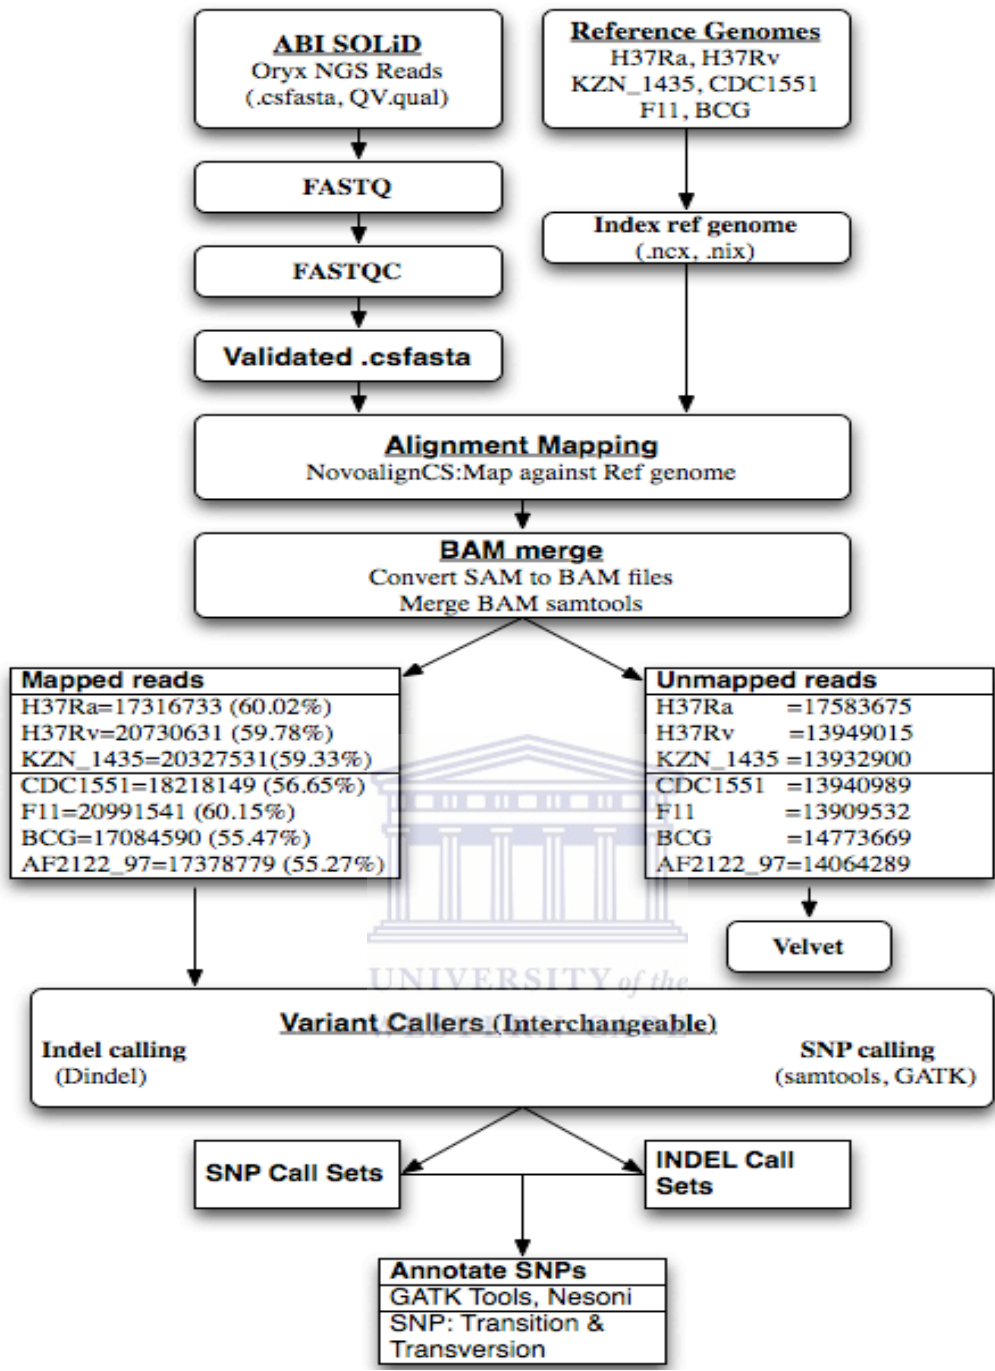 ABI SOLiD
Oryx NGS Reads
(.csfasta, QV.qual)
Reference Genomes
H37Ra, H37Rv
KZN_1435, CDC1551
F11, BCG
FASTQ
Index ref genome
(.ncx, .nix)
FASTQC
Validated .csfasta
Alignment Mapping
NovoalignCS:Map against Ref genome
BAM merge
Convert SAM to BAM files
Merge BAM samtools
Mapped reads
H37Ra=17316733 (60.02%)
H37Rv=20730631 (59.78%)
KZN_1435=20327531(59.33%)
CDC1551=18218149 (56.65%)
F11=20991541 (60.15%)
BCG=17084590 (55.47%)
AF2122_97=17378779 (55.27%)
Unmapped reads
H37Ra =17583675
H37Rv =13949015
KZN_1435 =13932900
CDC1551 =13940989
F11 =13909532
BCG =14773669
AF2122_97=14064289
Velvet
UNIVERSITY of the
WESTERN CAPE
Variant Callers (Interchangeable)
Indel calling
(Dindel)
SNP calling
(samtools, GATK)
SNP Call Sets
INDEL Call
Sets
Annotate SNPs
GATK Tools, Nesoni
SNP: Transition &
Transversion